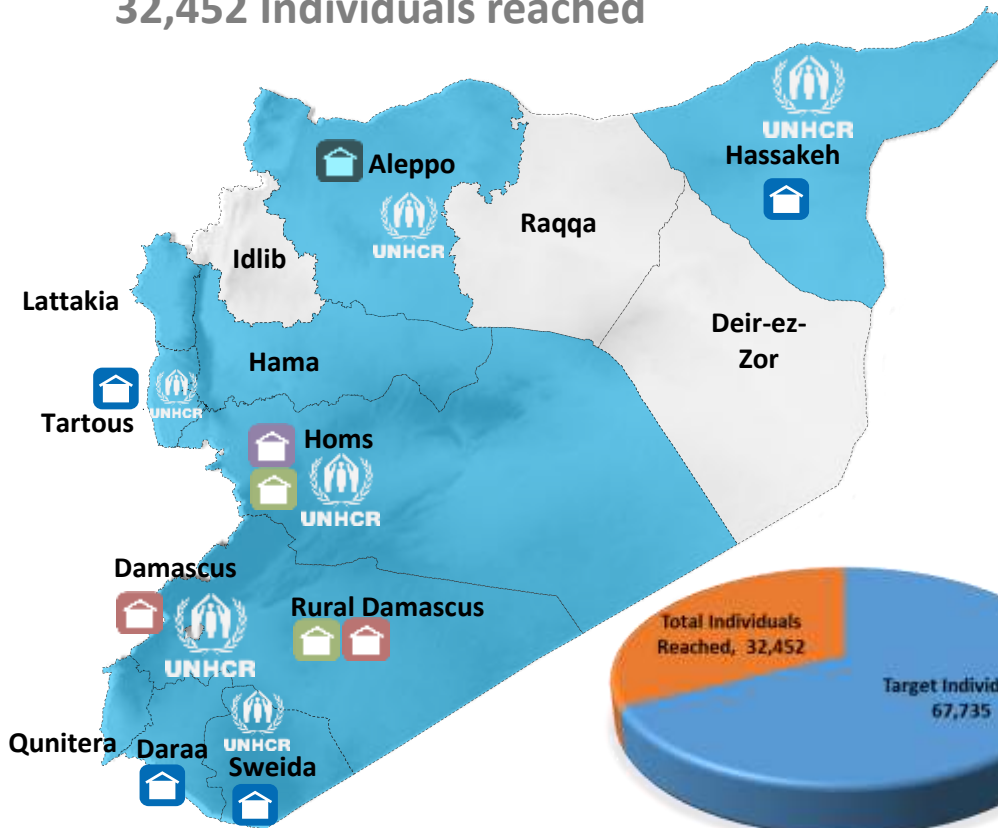 32,452 Individuals reached
UNHCR
Hassakeh
Aleppo
UNHCR
Raqqa
Idlib
Lattakia
Deir-ez-
Zor
Hama
Tartous
UNHCR
Homs
UNHCR
Damascus
Rural Damascus
UNHCR
Total Individuals
Reached, 32,452
Target Individ
67,735
Qunitera
Daraa
UNHCR
Sweida